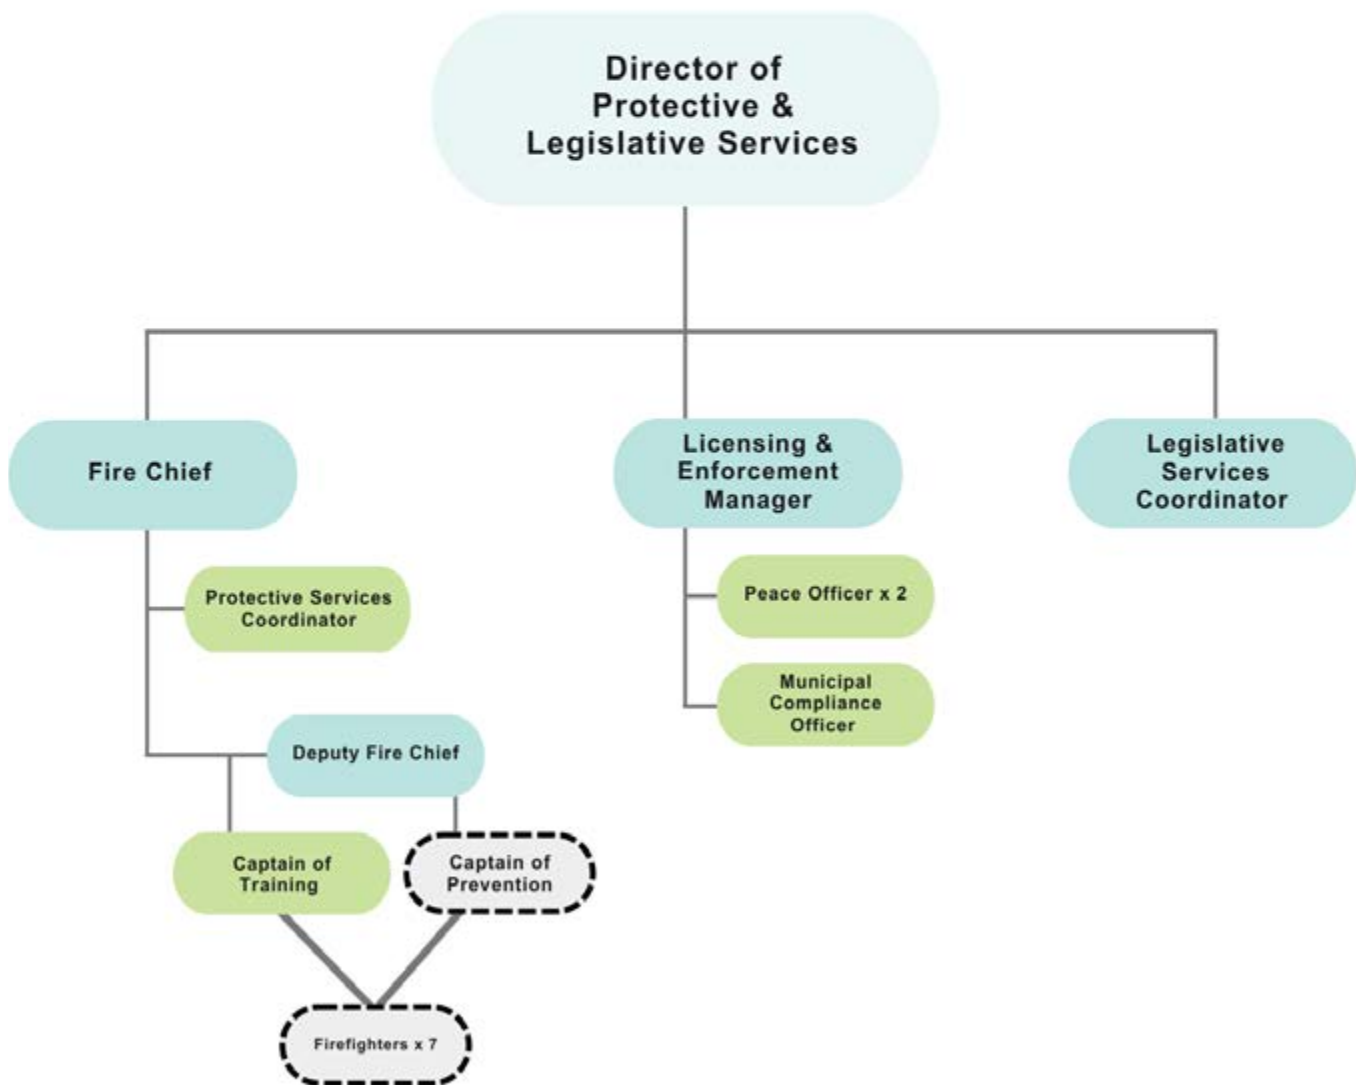 Director of
Protective &
Legislative Services
Fire Chief
Licensing &
Enforcement
Manager
Legislative
Services
Coordinator
Protective Services
Coordinator
Peace Officer x 2
Municipal
Compliance
Officer
Deputy Fire Chief
Captain of
Training
Captain of
Prevention
Firefighters x 7